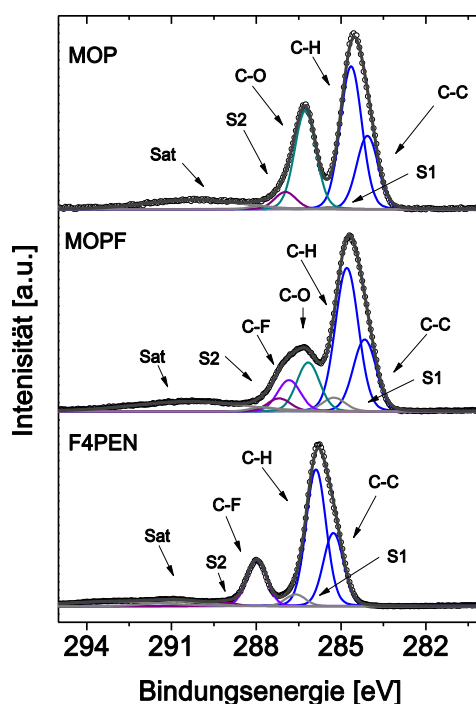 MOP
C-H
C-O
C-C
S2
Sat
S1
MOPF
C-H
C-O
C-F
C-C
S2
Sat
S1
F4PEN
C-H
C-C
C-F
Sat
S2
S1
Intenisität [a.u.]
294 291 288 285 282
Bindungsenergie [eV]